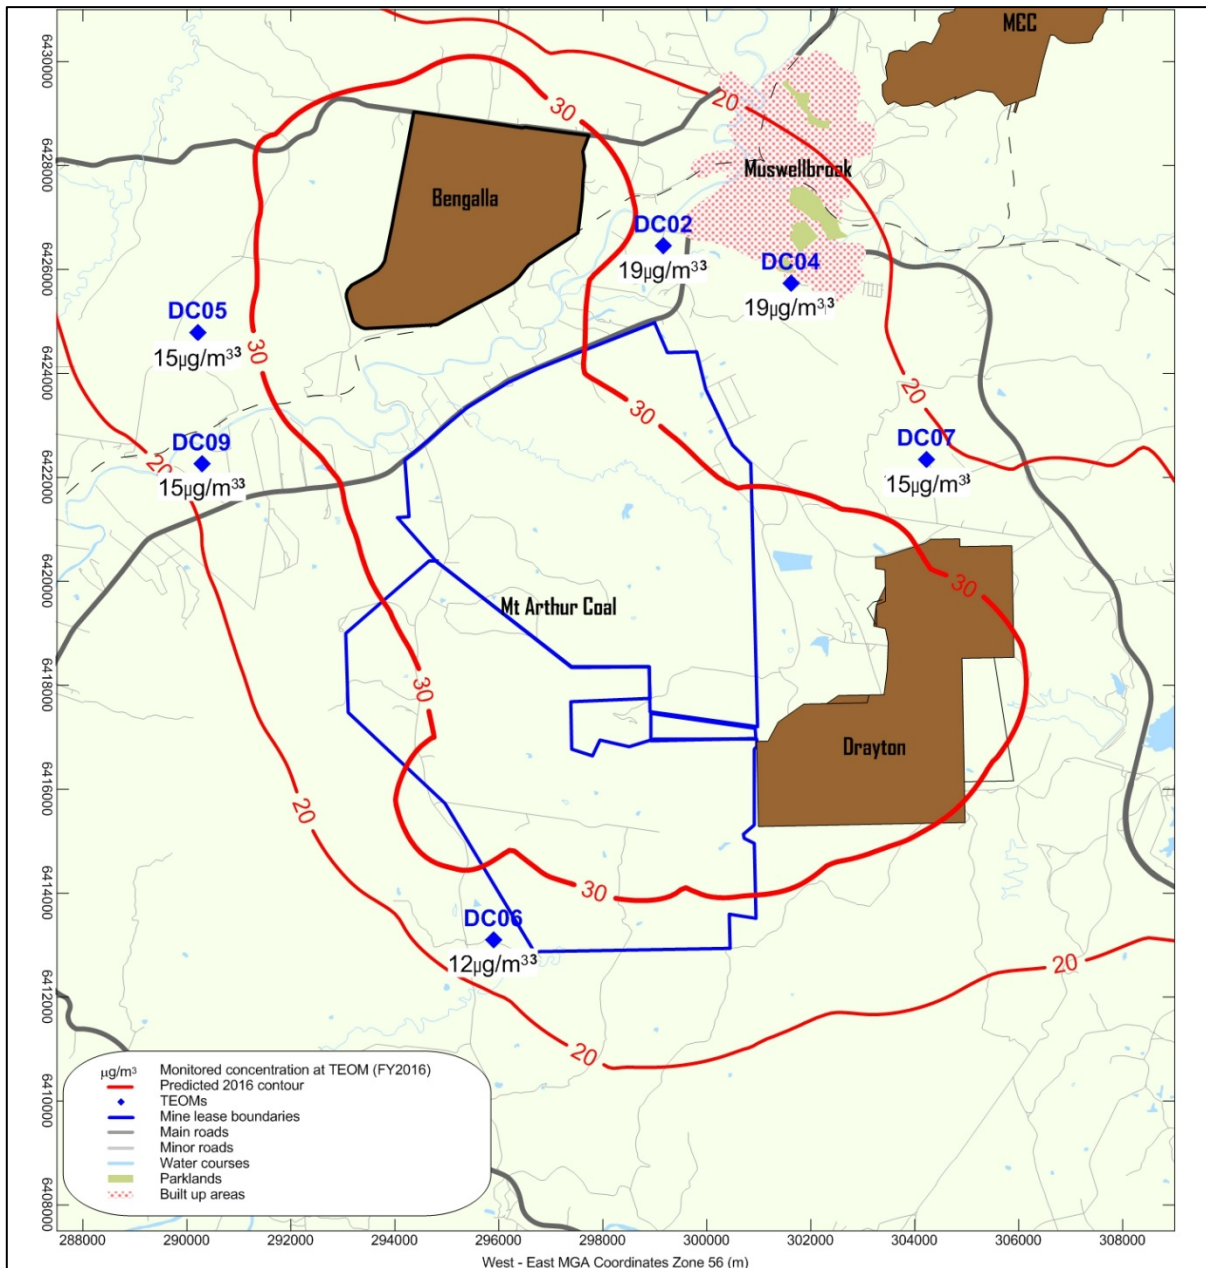 MCC
6430000
20
30
6428000
Muswellbrook
Bengalla
DC02
19µg/m³3
6426000
DC04
19µg/m³,3
DC05
15µg/m³3
30
6424000
20
30
DC07
15µg/m³
DC09
20
15µg/m³3
6422000
6420000
30
Mt Arthur Coal
6418000
30
Drayton
6416000
20
6414000
30
DC06
12µg/m³3
20
6412000
20
6410000
6408000
µg/m³ Monitored concentration at TEOM (FY2016)
Predicted 2016 contour
TEOMs
Mine lease boundaries
Main roads
Minor roads
Water courses
Parklands
Built up areas
288000 290000 292000 294000 296000 298000 300000 302000 304000 306000 308000
West - East MGA Coordinates Zone 56 (m)